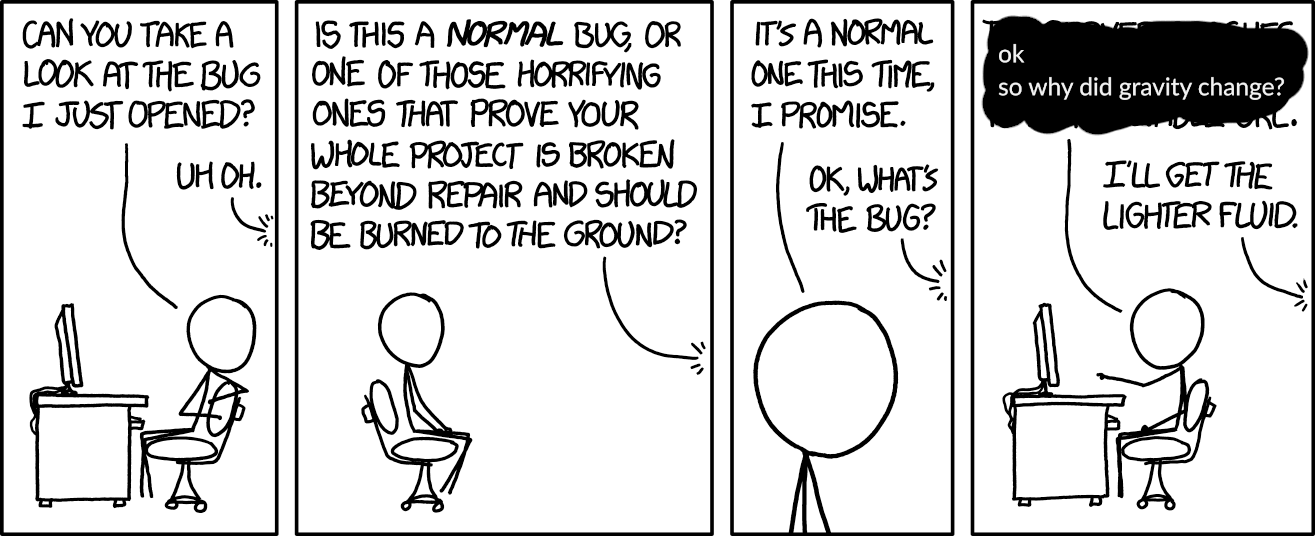 CAN YOU TAKE A
LOOK AT THE BUG
I JUST OPENED?
UH OH.
IS THIS A NORMAL BUG, OR
ONE OF THOSE HORRIFYING
ONES THAT PROVE YOUR
WHOLE PROJECT IS BROKEN
BEYOND REPAIR AND SHOULD
BE BURNED TO THE GROUND?
IT'S A NORMAL
ONE THIS TIME,
I PROMISE.
OK, WHAT'S
THE BUG?
ok
so why did gravity change?
I'LL GET THE
LIGHTER FLUID.